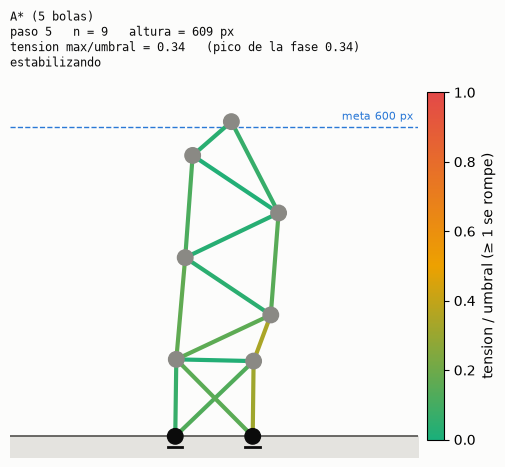 A* (5 bolas)
paso 5   n = 9   altura = 609 px
tension max/umbral = 0.34   (pico de la fase 0.34)
estabilizando
meta 600 px
1.0
0.8
0.6
0.4
0.2
0.0
tensión / umbral (≥ 1 se rompe)